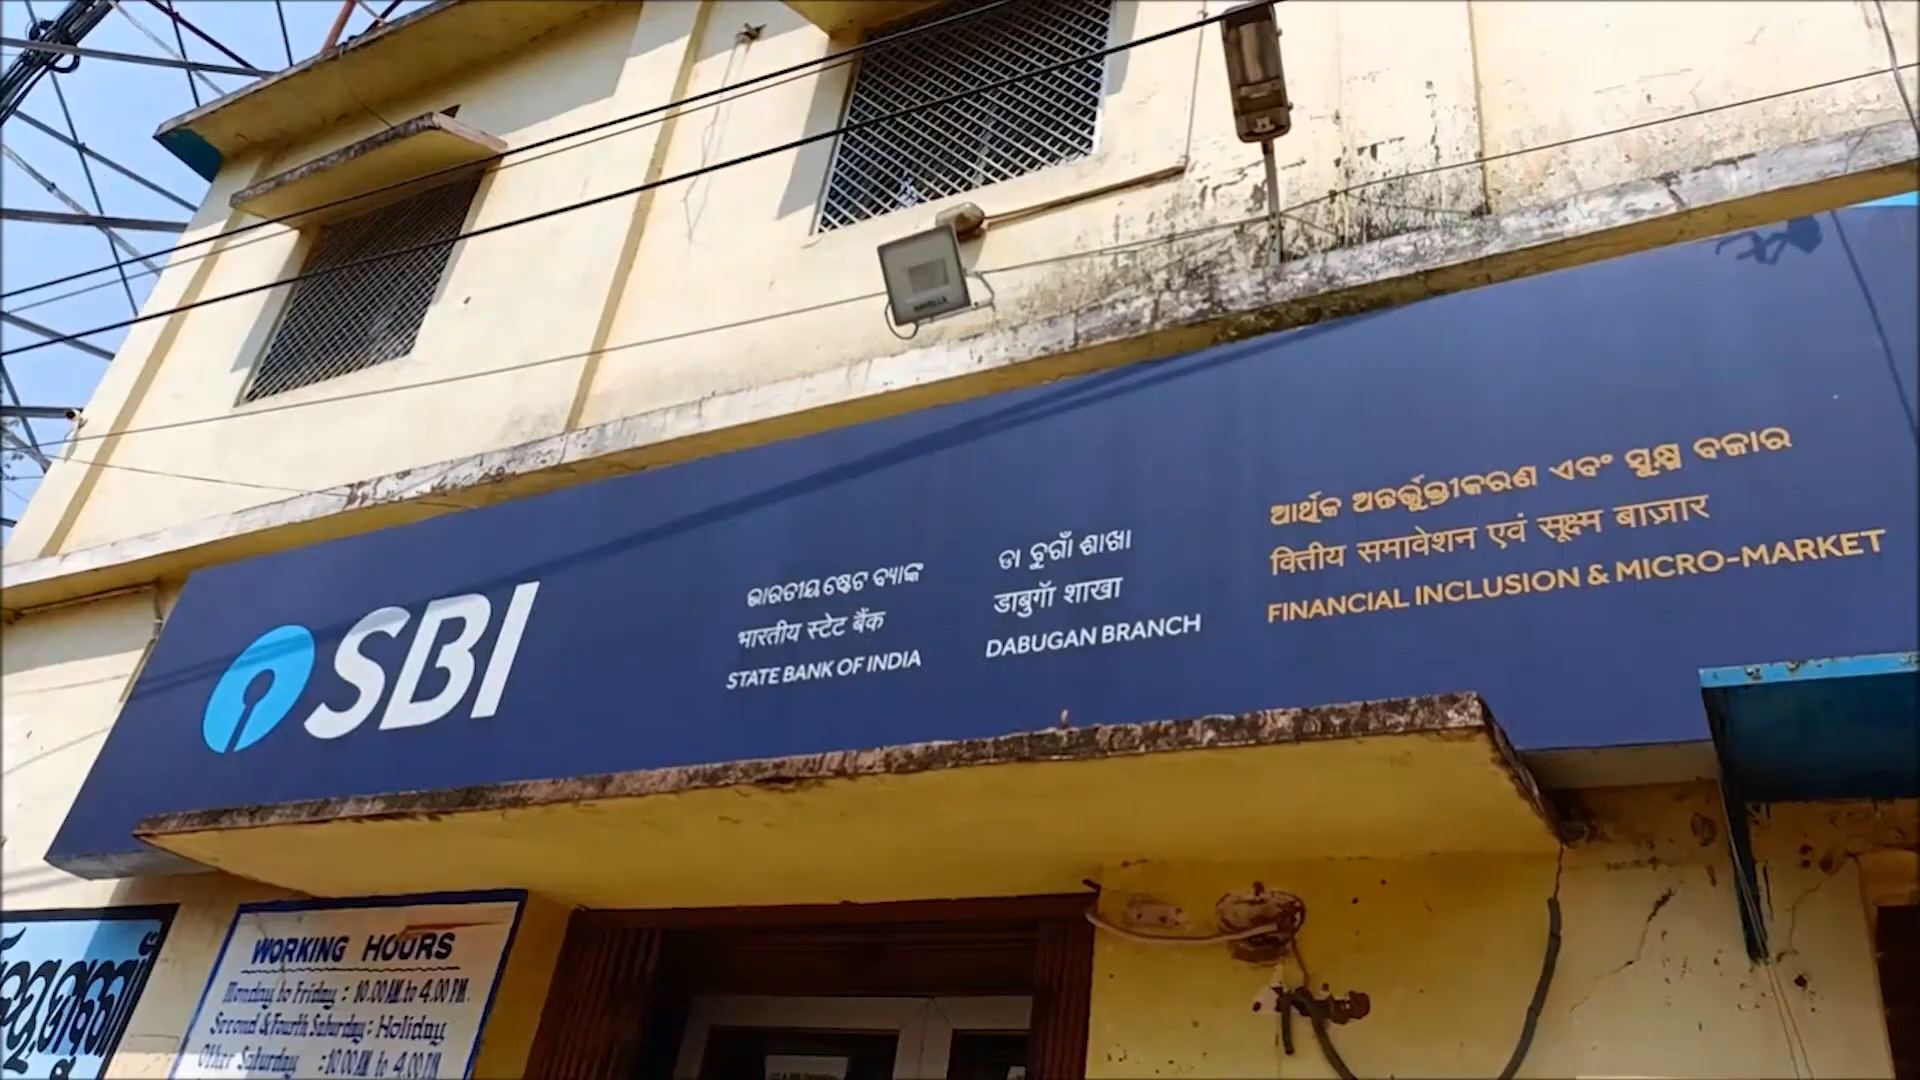 SBI
ଭାରତୀୟ ଷ୍ଟେଟ ବ୍ୟାଙ୍କ
भारतीय स्टेट बैंक
STATE BANK OF INDIA
ଡା ବୁଗାଁ ଶାଖା
डाबुगाॅ शाखा
DABUGAN BRANCH
ଆର୍ଥିକ ଅନ୍ତର୍ଭୁକ୍ତୀକରଣ ଏବଂ ସୁକ୍ଷ୍ମ ବଜାର
वित्तीय समावेशन एवं सूक्ष्म बाज़ार
FINANCIAL INCLUSION & MICRO-MARKET
WORKING HOURS
Monday to Friday : 10.00 AM to 4.00 PM.
Second & Fourth Saturday : Holiday
Other Saturday : 10.00 AM to 4.00 PM
HAVELLS